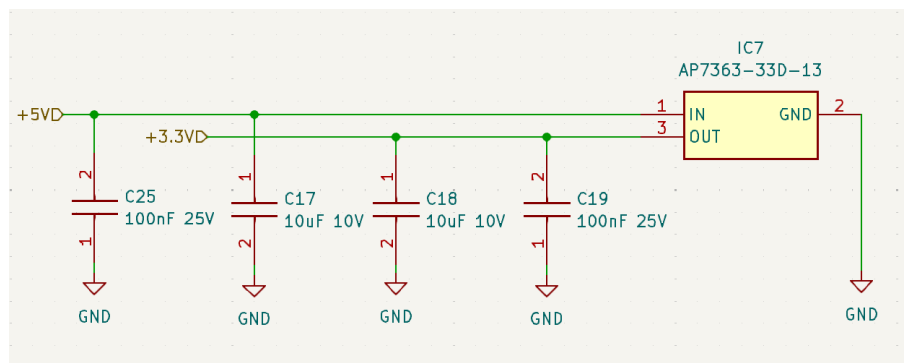 IC7
AP7363-33D-13
+5V
1
IN
GND
2
+3.3V
3
OUT
2
C25
100nF 25V
1
GND
1
C17
10uF 10V
2
GND
1
C18
10uF 10V
2
GND
2
C19
100nF 25V
1
GND
GND